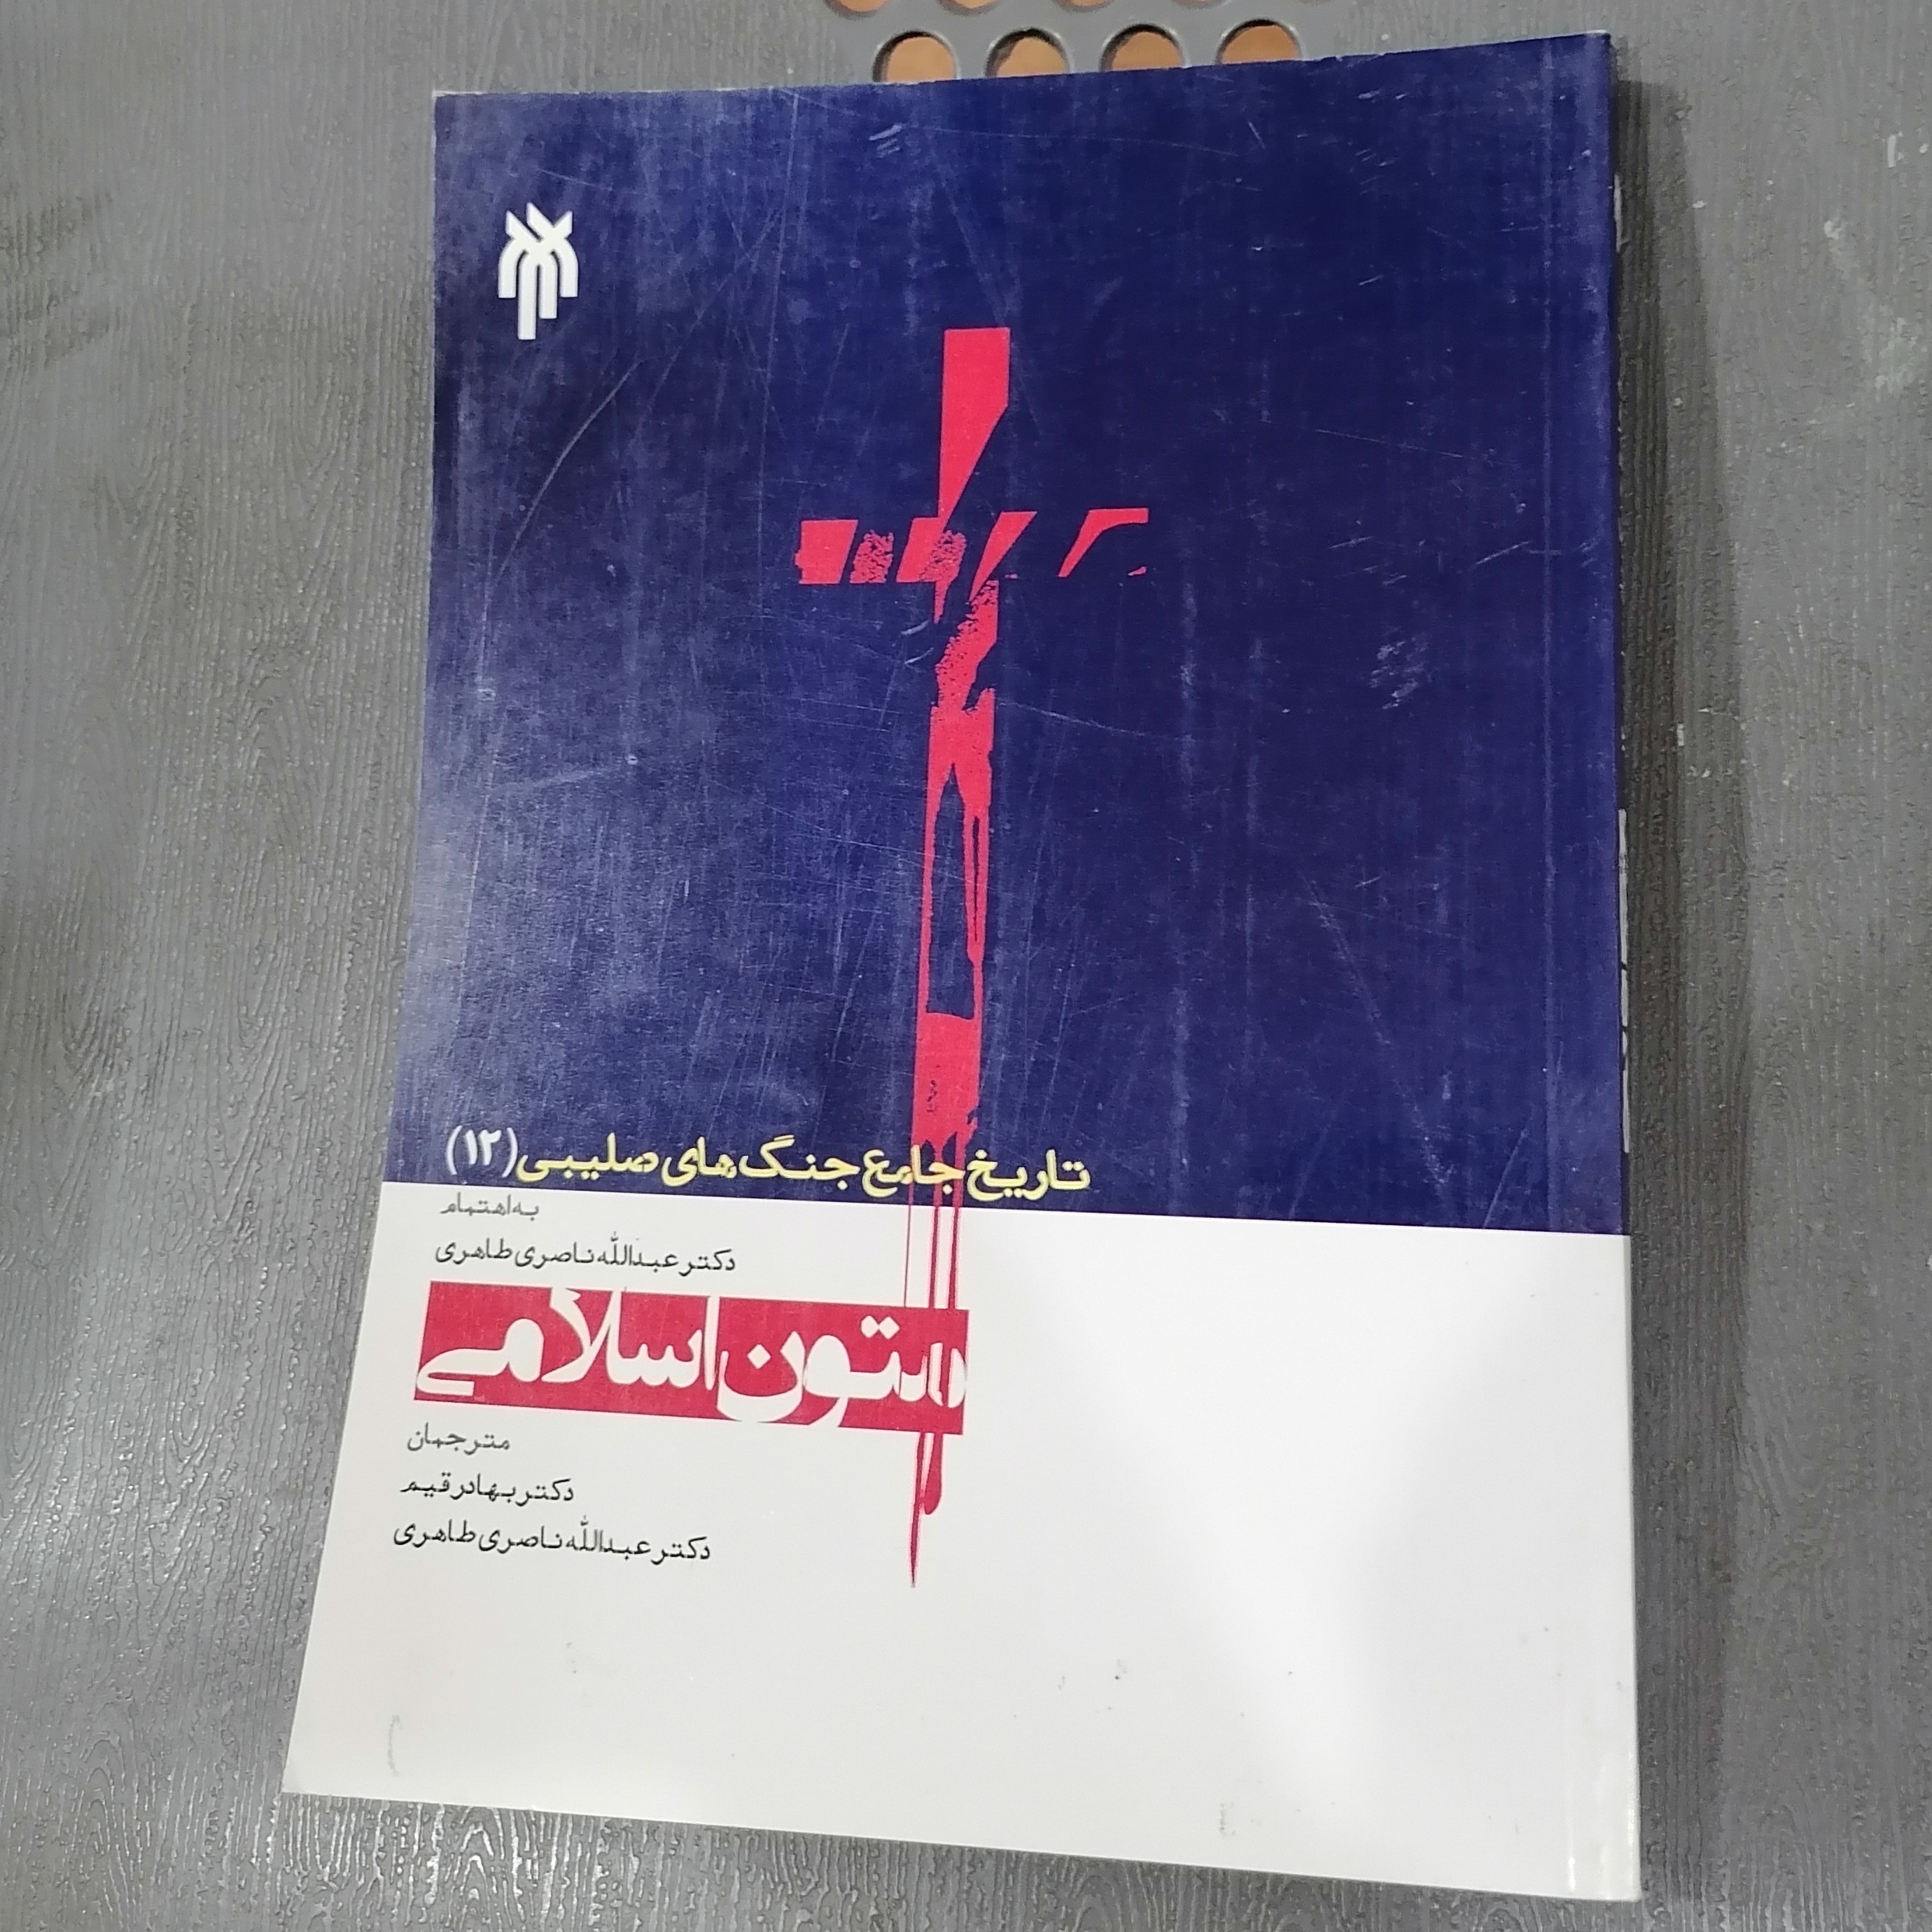 تاریخ جامع جنگ‌های صلیبی (۱۲)
به اهتمام
دکتر عبدالله ناصری طاهری
متون اسلامی
مترجمان
دکتر بهادر قیم
دکتر عبدالله ناصری طاهری